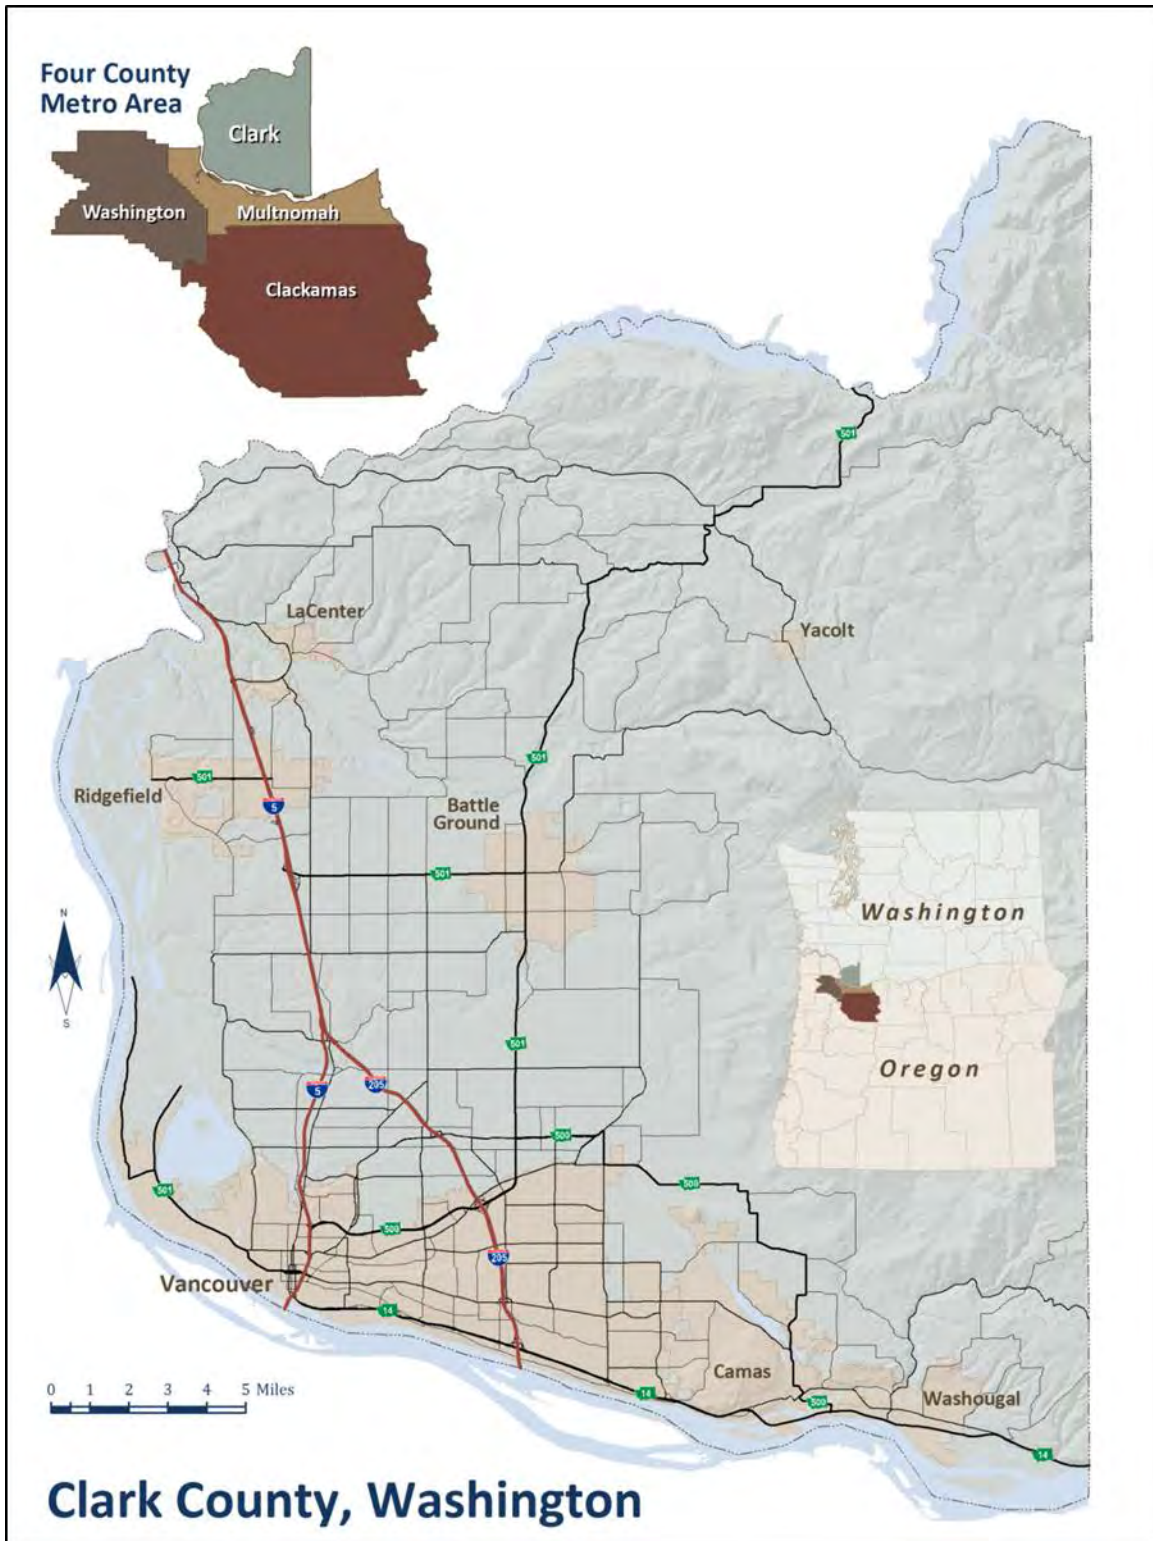 Four County
Metro Area
Clark
Washington
Multnomah
Clackamas
501
LaCenter
Yacolt
501
501
Ridgefield
5
Battle
Ground
501
Washington
N
S
Oregon
501
5
205
500
501
500
500
205
Vancouver
14
Camas
0 1 2 3 4 5 Miles
14
500
Washougal
14
Clark County, Washington